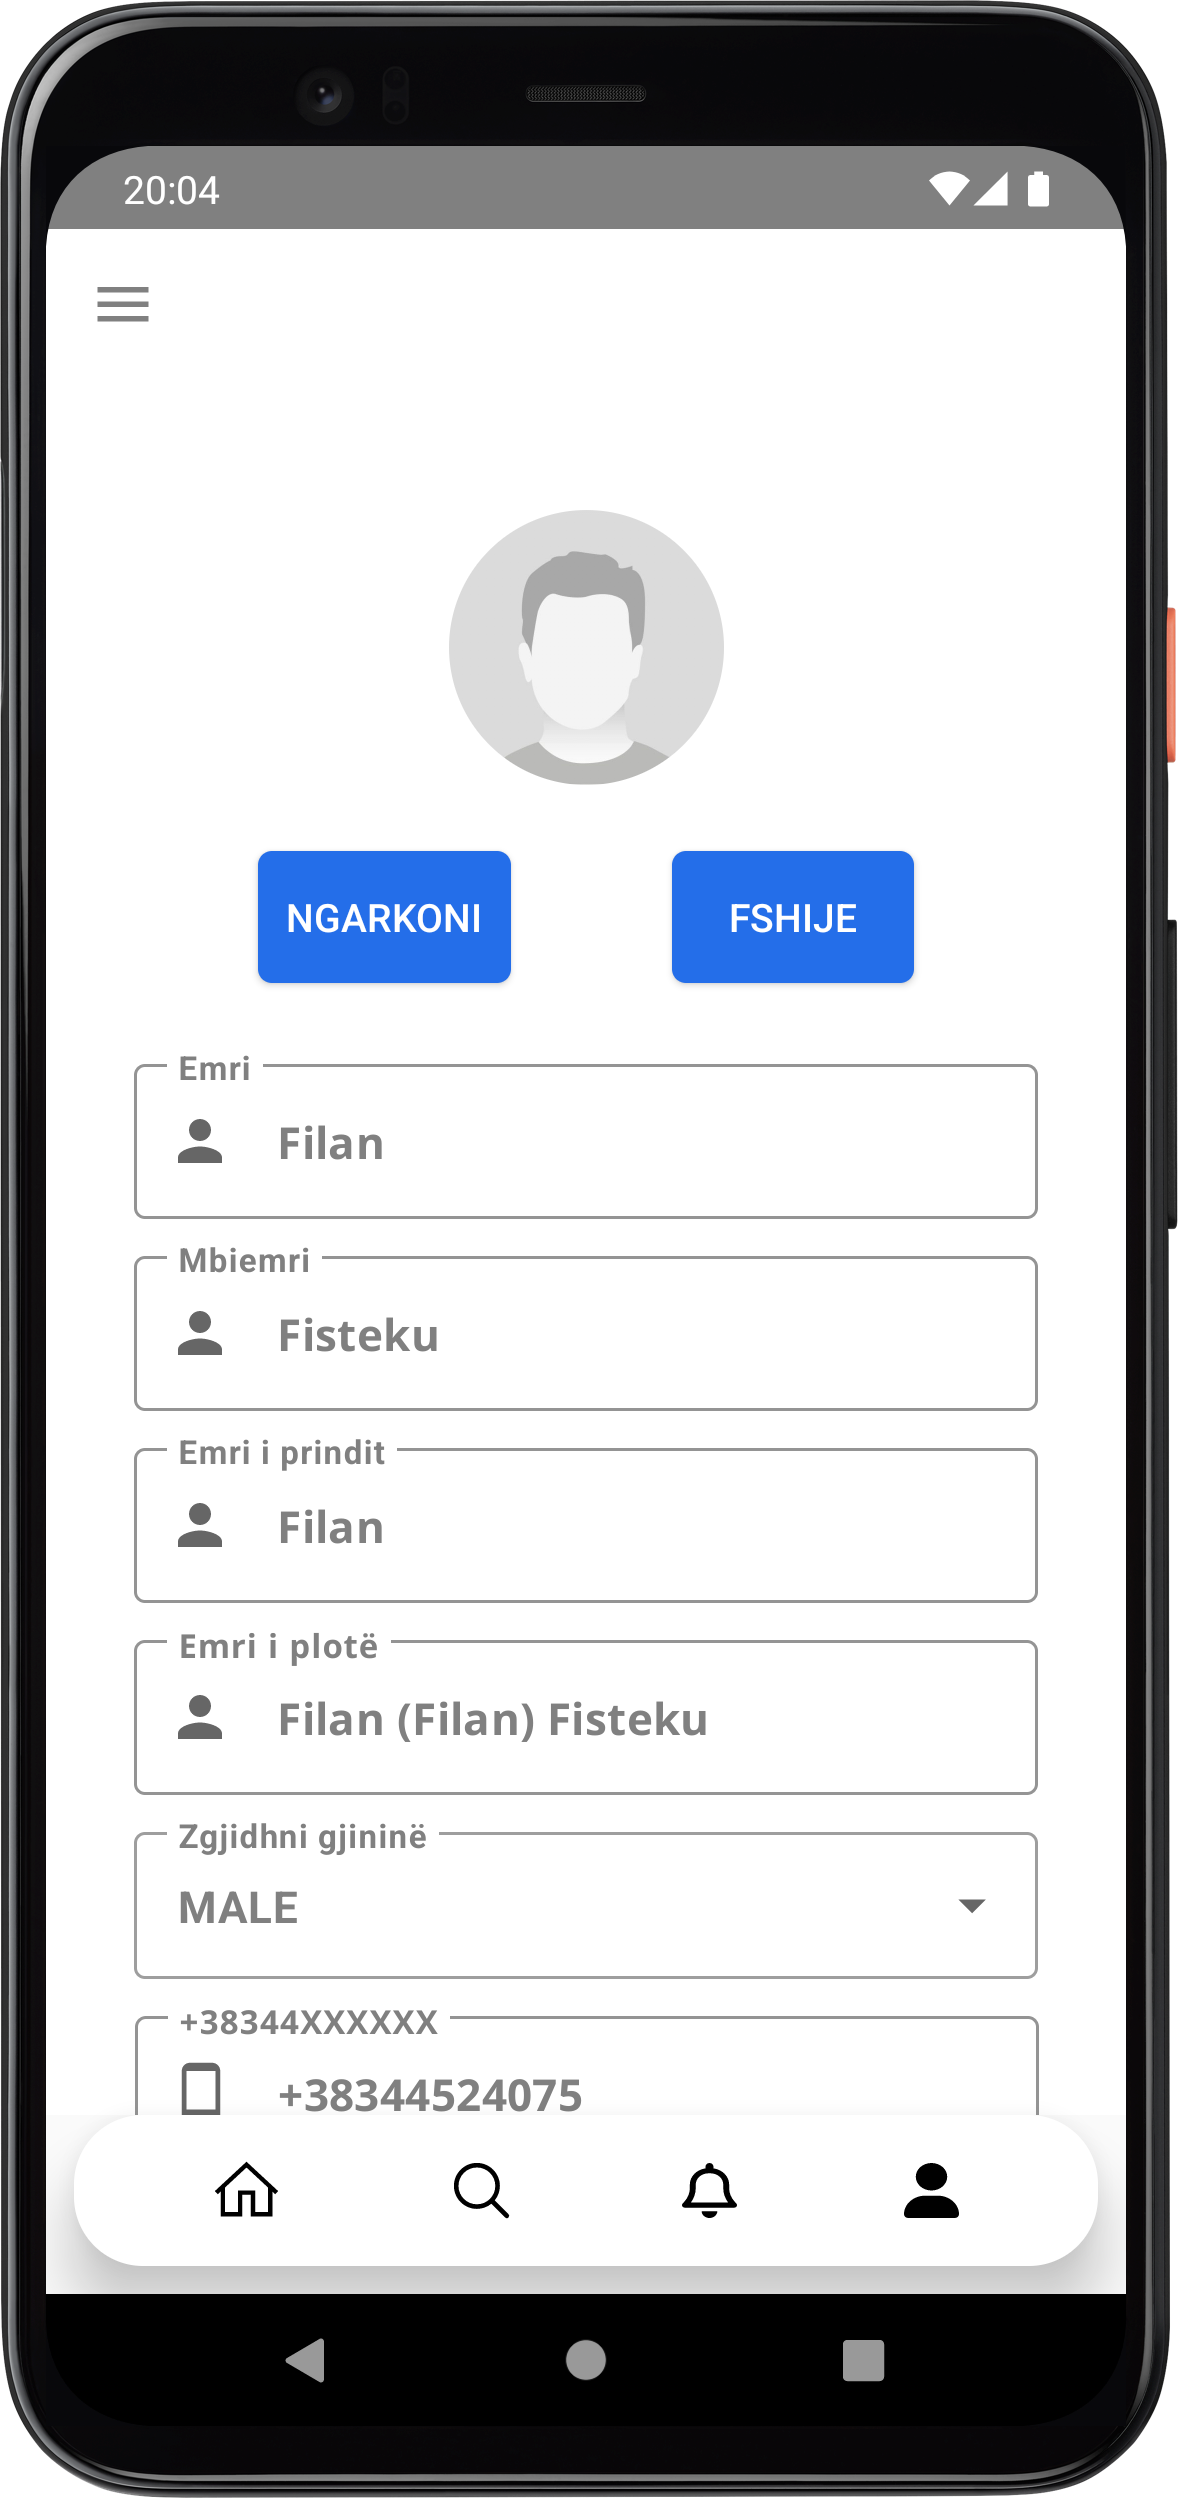 20:04
NGARKONI
FSHIJE
Emri
Filan
Mbiemri
Fisteku
Emri i prindit
Filan
Emri i plotë
Filan (Filan) Fisteku
Zgjidhni gjininë
MALE
+38344XXXXXX
+38344524075